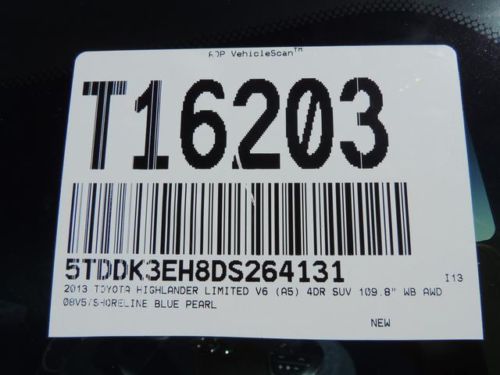 ADP VehicleScan™
T16203
5TDDK3EH8DS264131
I13
2013 TOYOTA HIGHLANDER LIMITED V6 (A5) 4DR SUV 109.8" WB AWD
08V5/SHORELINE BLUE PEARL
NEW